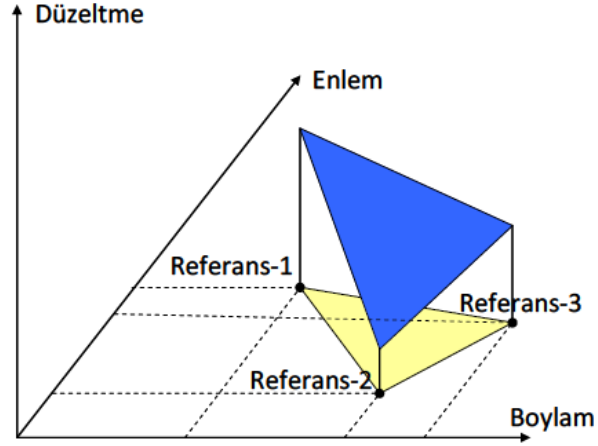 Düzeltme
Enlem
Referans-1
Referans-3
Referans-2
Boylam